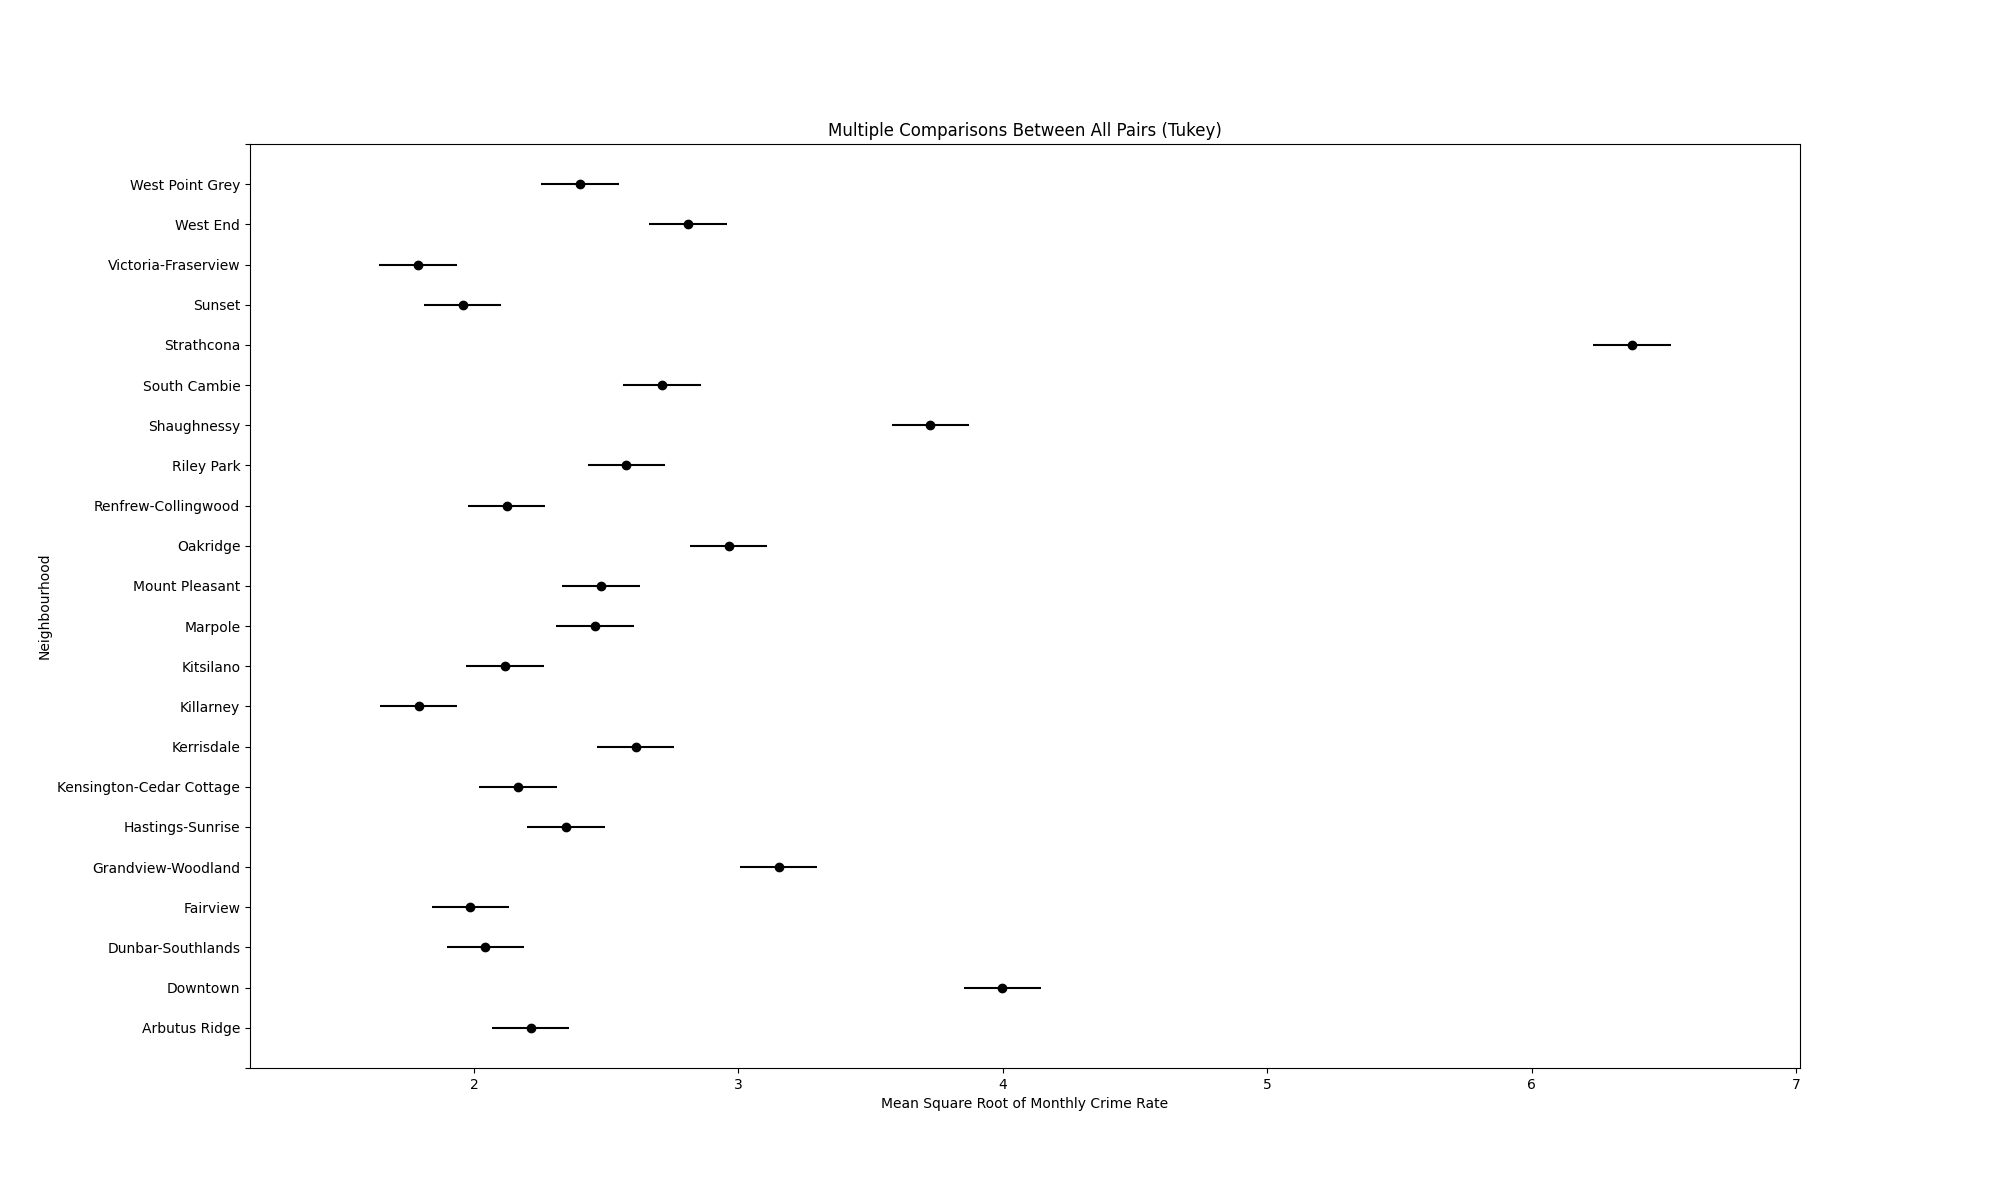 Multiple Comparisons Between All Pairs (Tukey)
West Point Grey
West End
Victoria-Fraserview
Sunset
Strathcona
South Cambie
Shaughnessy
Riley Park
Renfrew-Collingwood
Oakridge
Mount Pleasant
Marpole
Kitsilano
Killarney
Kerrisdale
Kensington-Cedar Cottage
Hastings-Sunrise
Grandview-Woodland
Fairview
Dunbar-Southlands
Downtown
Arbutus Ridge
Neighbourhood
2 3 4 5 6 7
Mean Square Root of Monthly Crime Rate